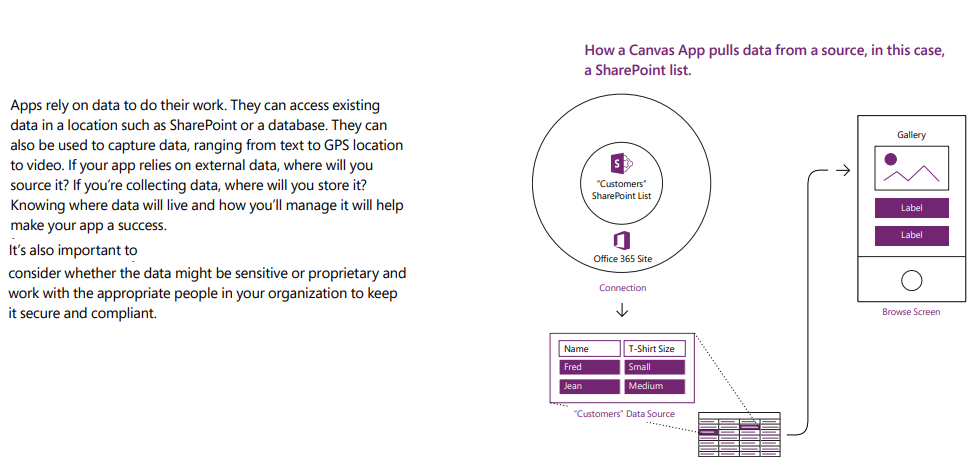 How a Canvas App pulls data from a source, in this case,
a SharePoint list.
Apps rely on data to do their work. They can access existing
data in a location such as SharePoint or a database. They can
also be used to capture data, ranging from text to GPS location
to video. If your app relies on external data, where will you
source it? If you’re collecting data, where will you store it?
Knowing where data will live and how you’ll manage it will help
make your app a success.
It’s also important to
consider whether the data might be sensitive or proprietary and
work with the appropriate people in your organization to keep
it secure and compliant.
S
“Customers”
SharePoint List
Office 365 Site
Connection
Name
T-Shirt Size
Fred
Small
Jean
Medium
“Customers” Data Source
Gallery
Label
Label
Browse Screen